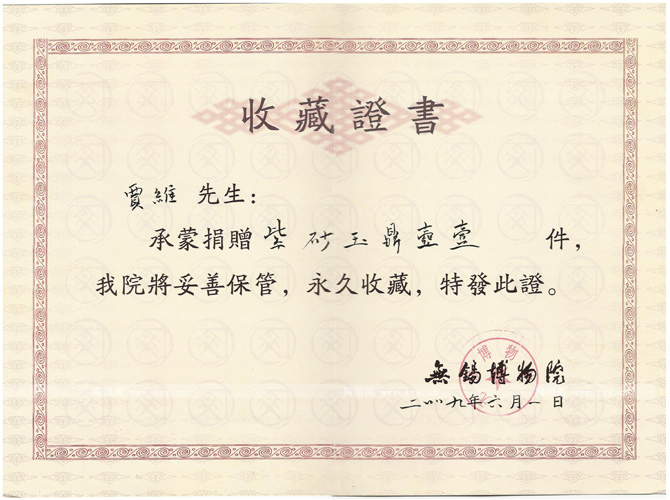 收藏證書
賈維 先生：
承蒙捐贈紫砂玉鼎壺壹 件，
我院將妥善保管，永久收藏，特發此證。
博物
無錫博物院
二〇〇九年六月一日